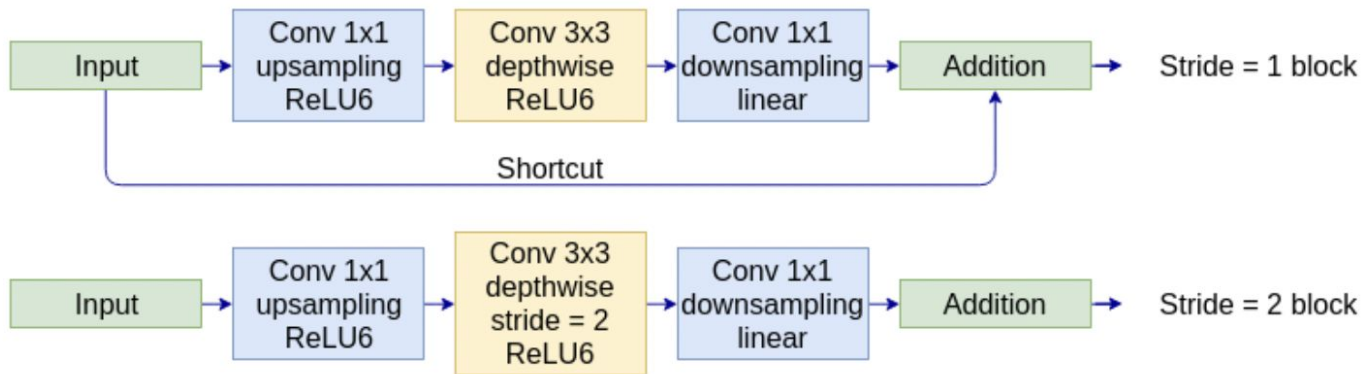 Input
Conv 1x1
upsampling
ReLU6
Conv 3x3
depthwise
ReLU6
Conv 1x1
downsampling
linear
Addition
Stride = 1 block
Shortcut
Input
Conv 1x1
upsampling
ReLU6
Conv 3x3
depthwise
stride = 2
ReLU6
Conv 1x1
downsampling
linear
Addition
Stride = 2 block